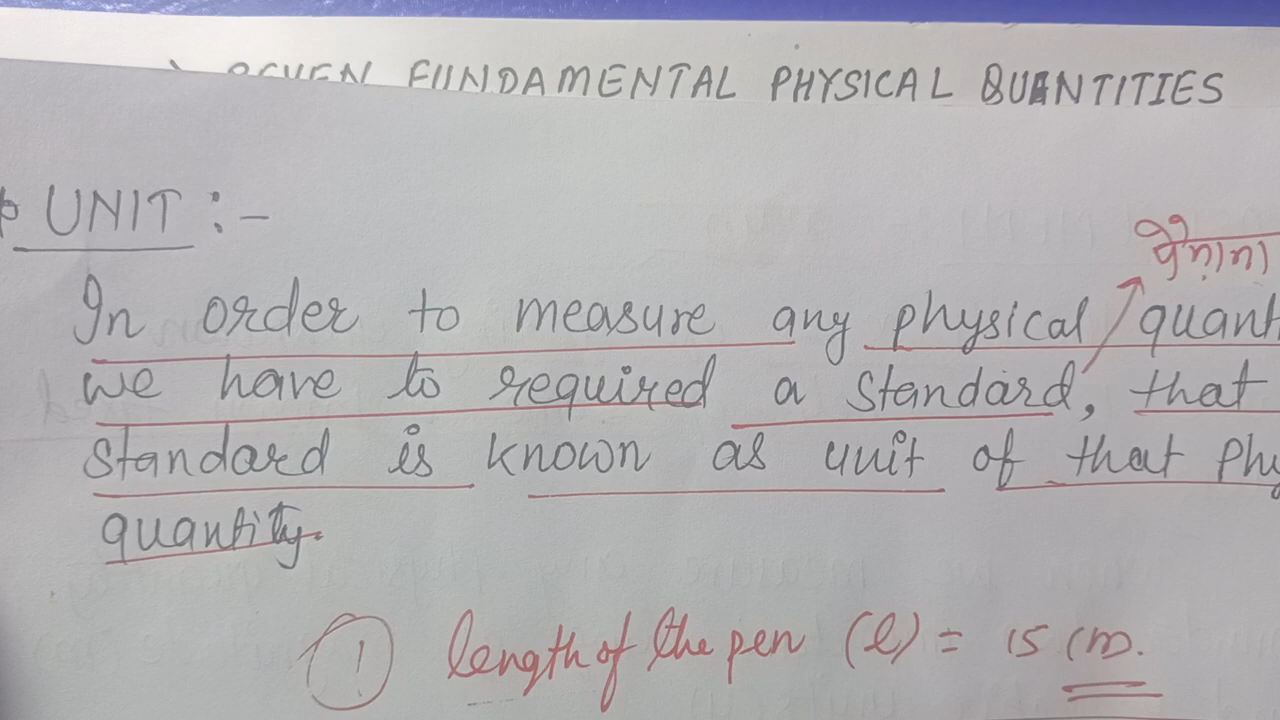 SEVEN FUNDAMENTAL PHYSICAL QUANTITIES
UNIT :-
पैमाना
In order to measure any physical quant
we have to required a standard, that
standard is known as unit of that phy
quantity.
1 length of the pen (l) = 15 cm.